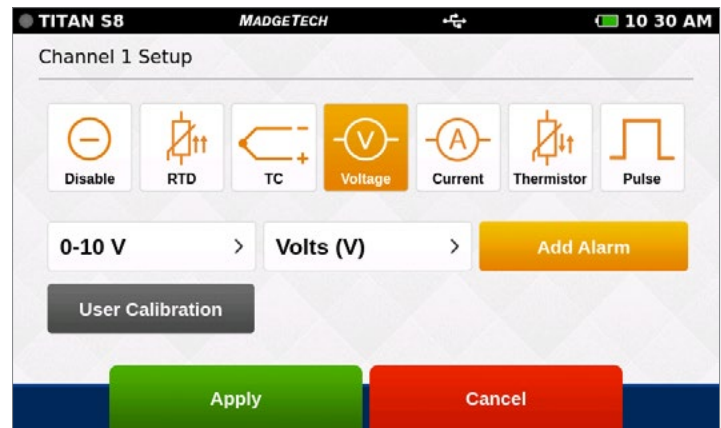 TITAN S8 MADGETECH 10 30 AM
Channel 1 Setup
Disable RTD TC Voltage Current Thermistor Pulse
0-10 V > Volts (V) > Add Alarm
User Calibration
Apply Cancel